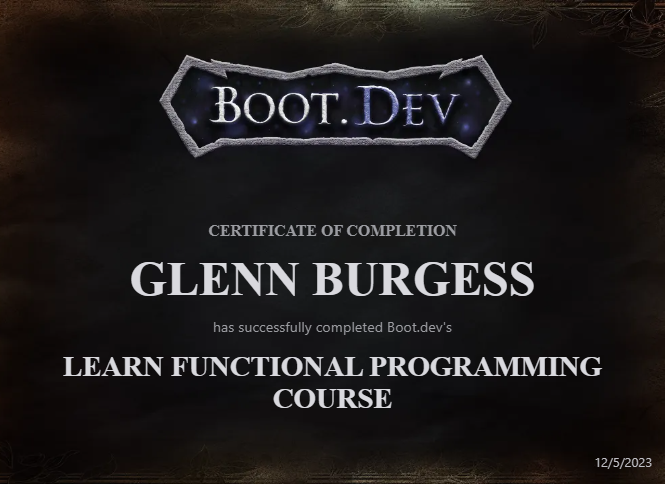 BOOT.DEV
CERTIFICATE OF COMPLETION
GLENN BURGESS
has successfully completed Boot.dev's
LEARN FUNCTIONAL PROGRAMMING
COURSE
12/5/2023